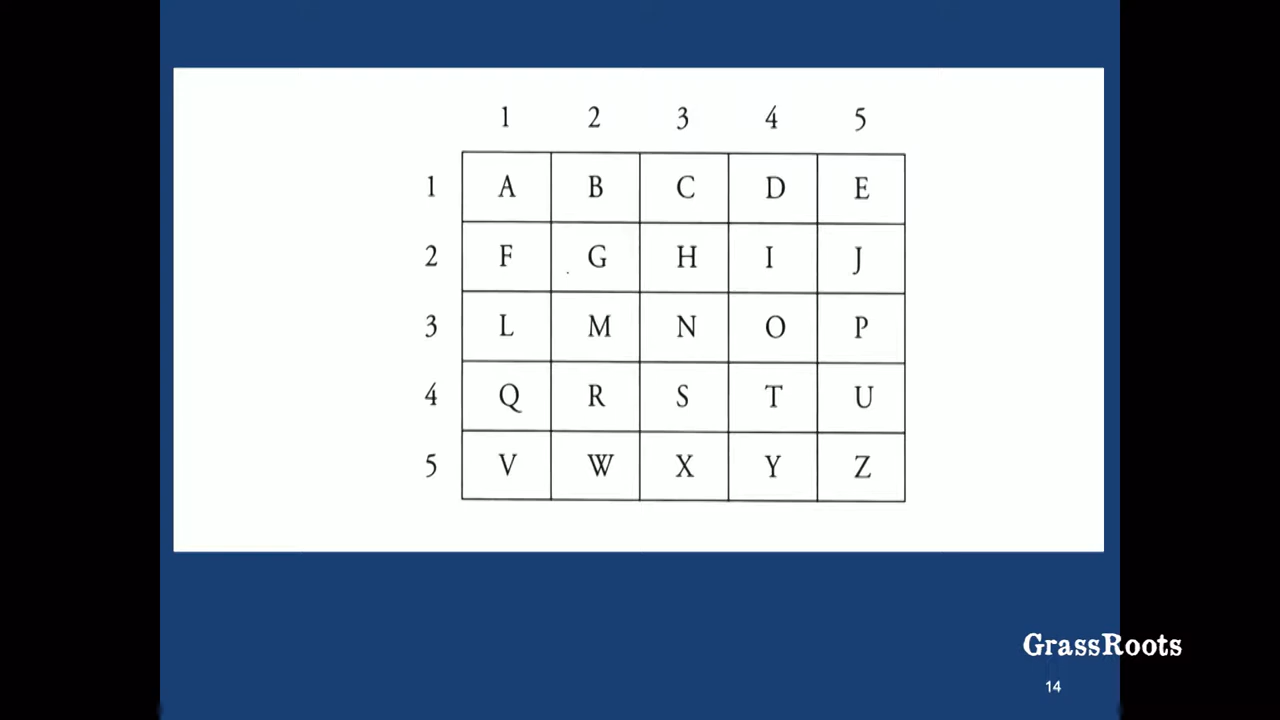 1 2 3 4 5
1 A B C D E
2 F G H I J
3 L M N O P
4 Q R S T U
5 V W X Y Z
GrassRoots
14